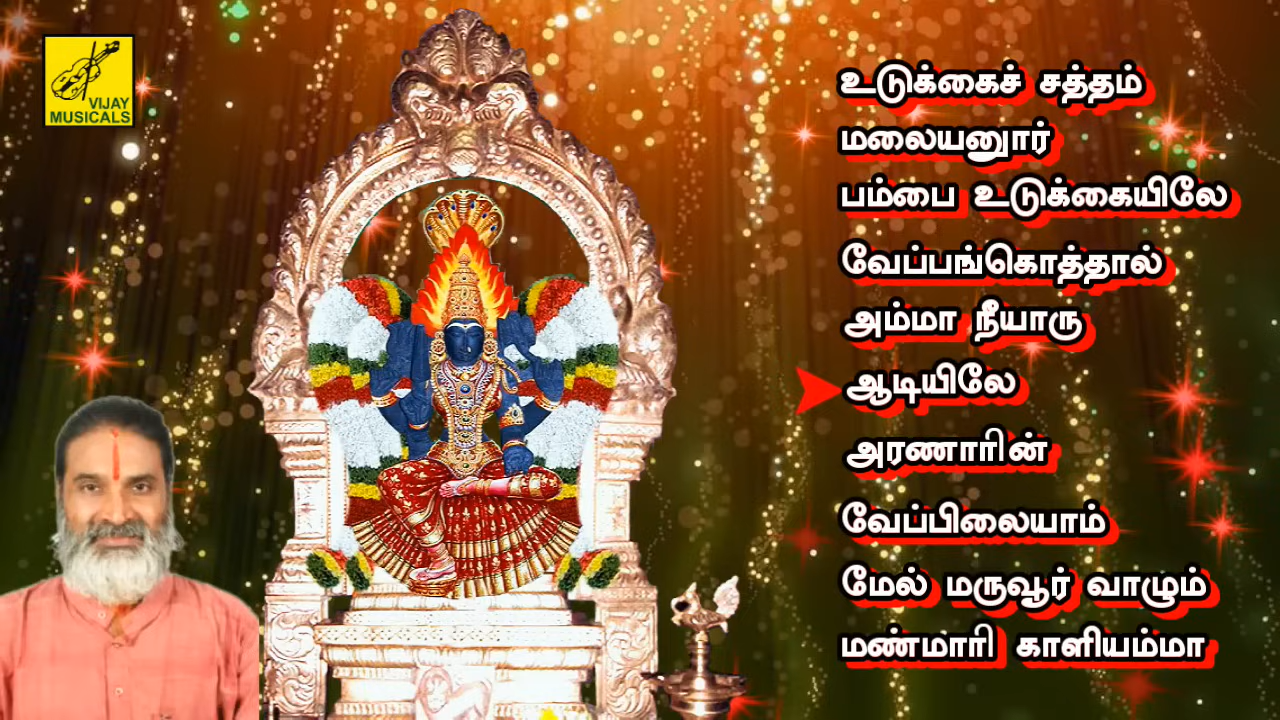 VIJAY
MUSICALS
உடுக்கைச் சத்தம்
மலையனூர்
பம்பை உடுக்கையிலே
வேப்பங்கொத்தால்
அம்மா நீயாரு
ஆடியிலே
அரணாரின்
வேப்பிலையாம்
மேல் மருவூர் வாழும்
மண்மாரி காளியம்மா